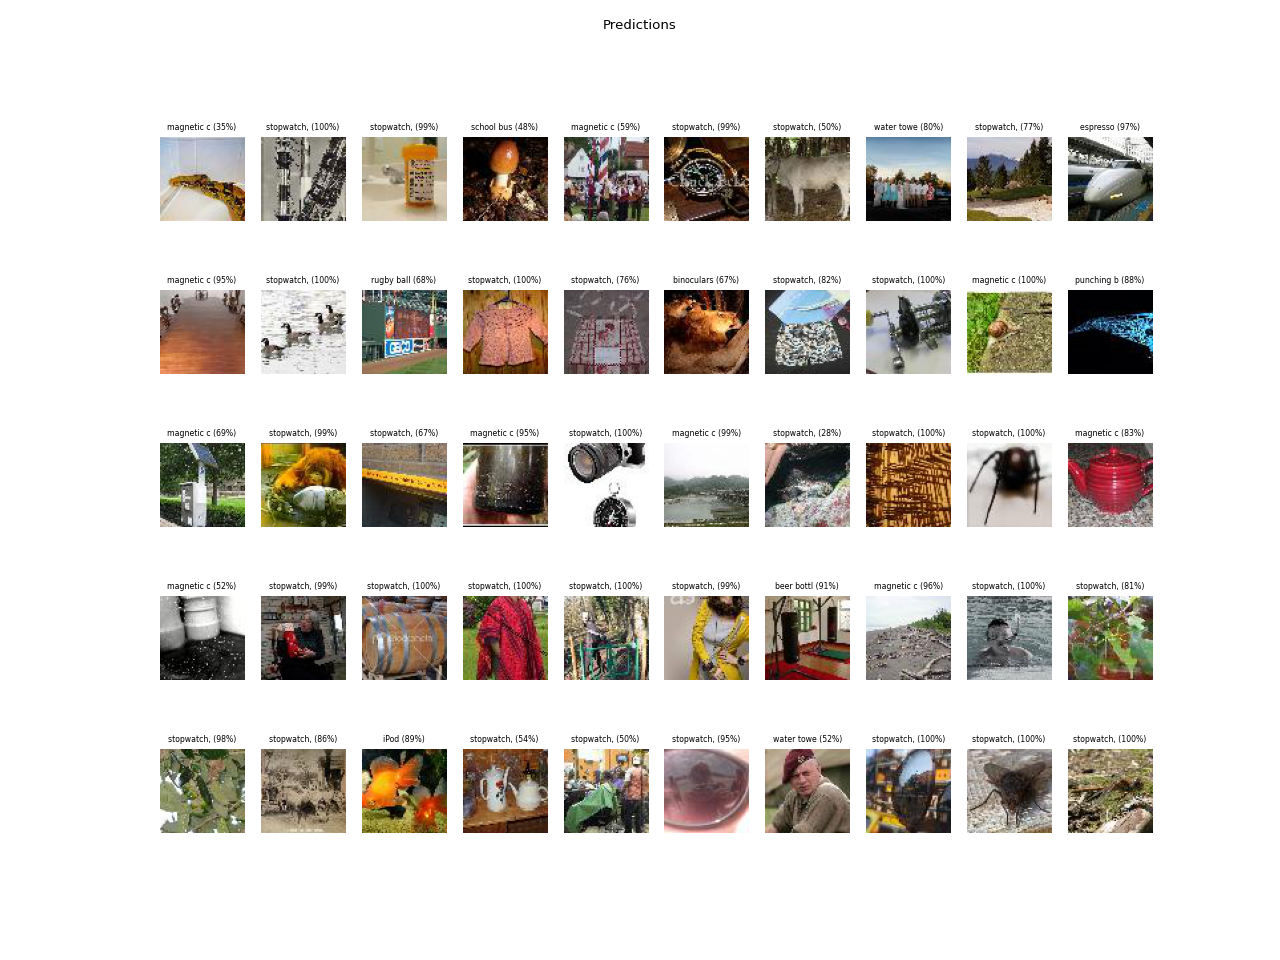 Predictions
magnetic c (35%) stopwatch, (100%) stopwatch, (99%) school bus (48%) magnetic c (59%) stopwatch, (99%) stopwatch, (50%) water towe (80%) stopwatch, (77%) espresso (97%)
magnetic c (95%) stopwatch, (100%) rugby ball (68%) stopwatch, (100%) stopwatch, (76%) binoculars (67%) stopwatch, (82%) stopwatch, (100%) magnetic c (100%) punching b (88%)
magnetic c (69%) stopwatch, (99%) stopwatch, (67%) magnetic c (95%) stopwatch, (100%) magnetic c (99%) stopwatch, (28%) stopwatch, (100%) stopwatch, (100%) magnetic c (83%)
magnetic c (52%) stopwatch, (99%) stopwatch, (100%) stopwatch, (100%) stopwatch, (100%) stopwatch, (99%) beer bottl (91%) magnetic c (96%) stopwatch, (100%) stopwatch, (81%)
stopwatch, (98%) stopwatch, (86%) iPod (89%) stopwatch, (54%) stopwatch, (50%) stopwatch, (95%) water towe (52%) stopwatch, (100%) stopwatch, (100%) stopwatch, (100%)